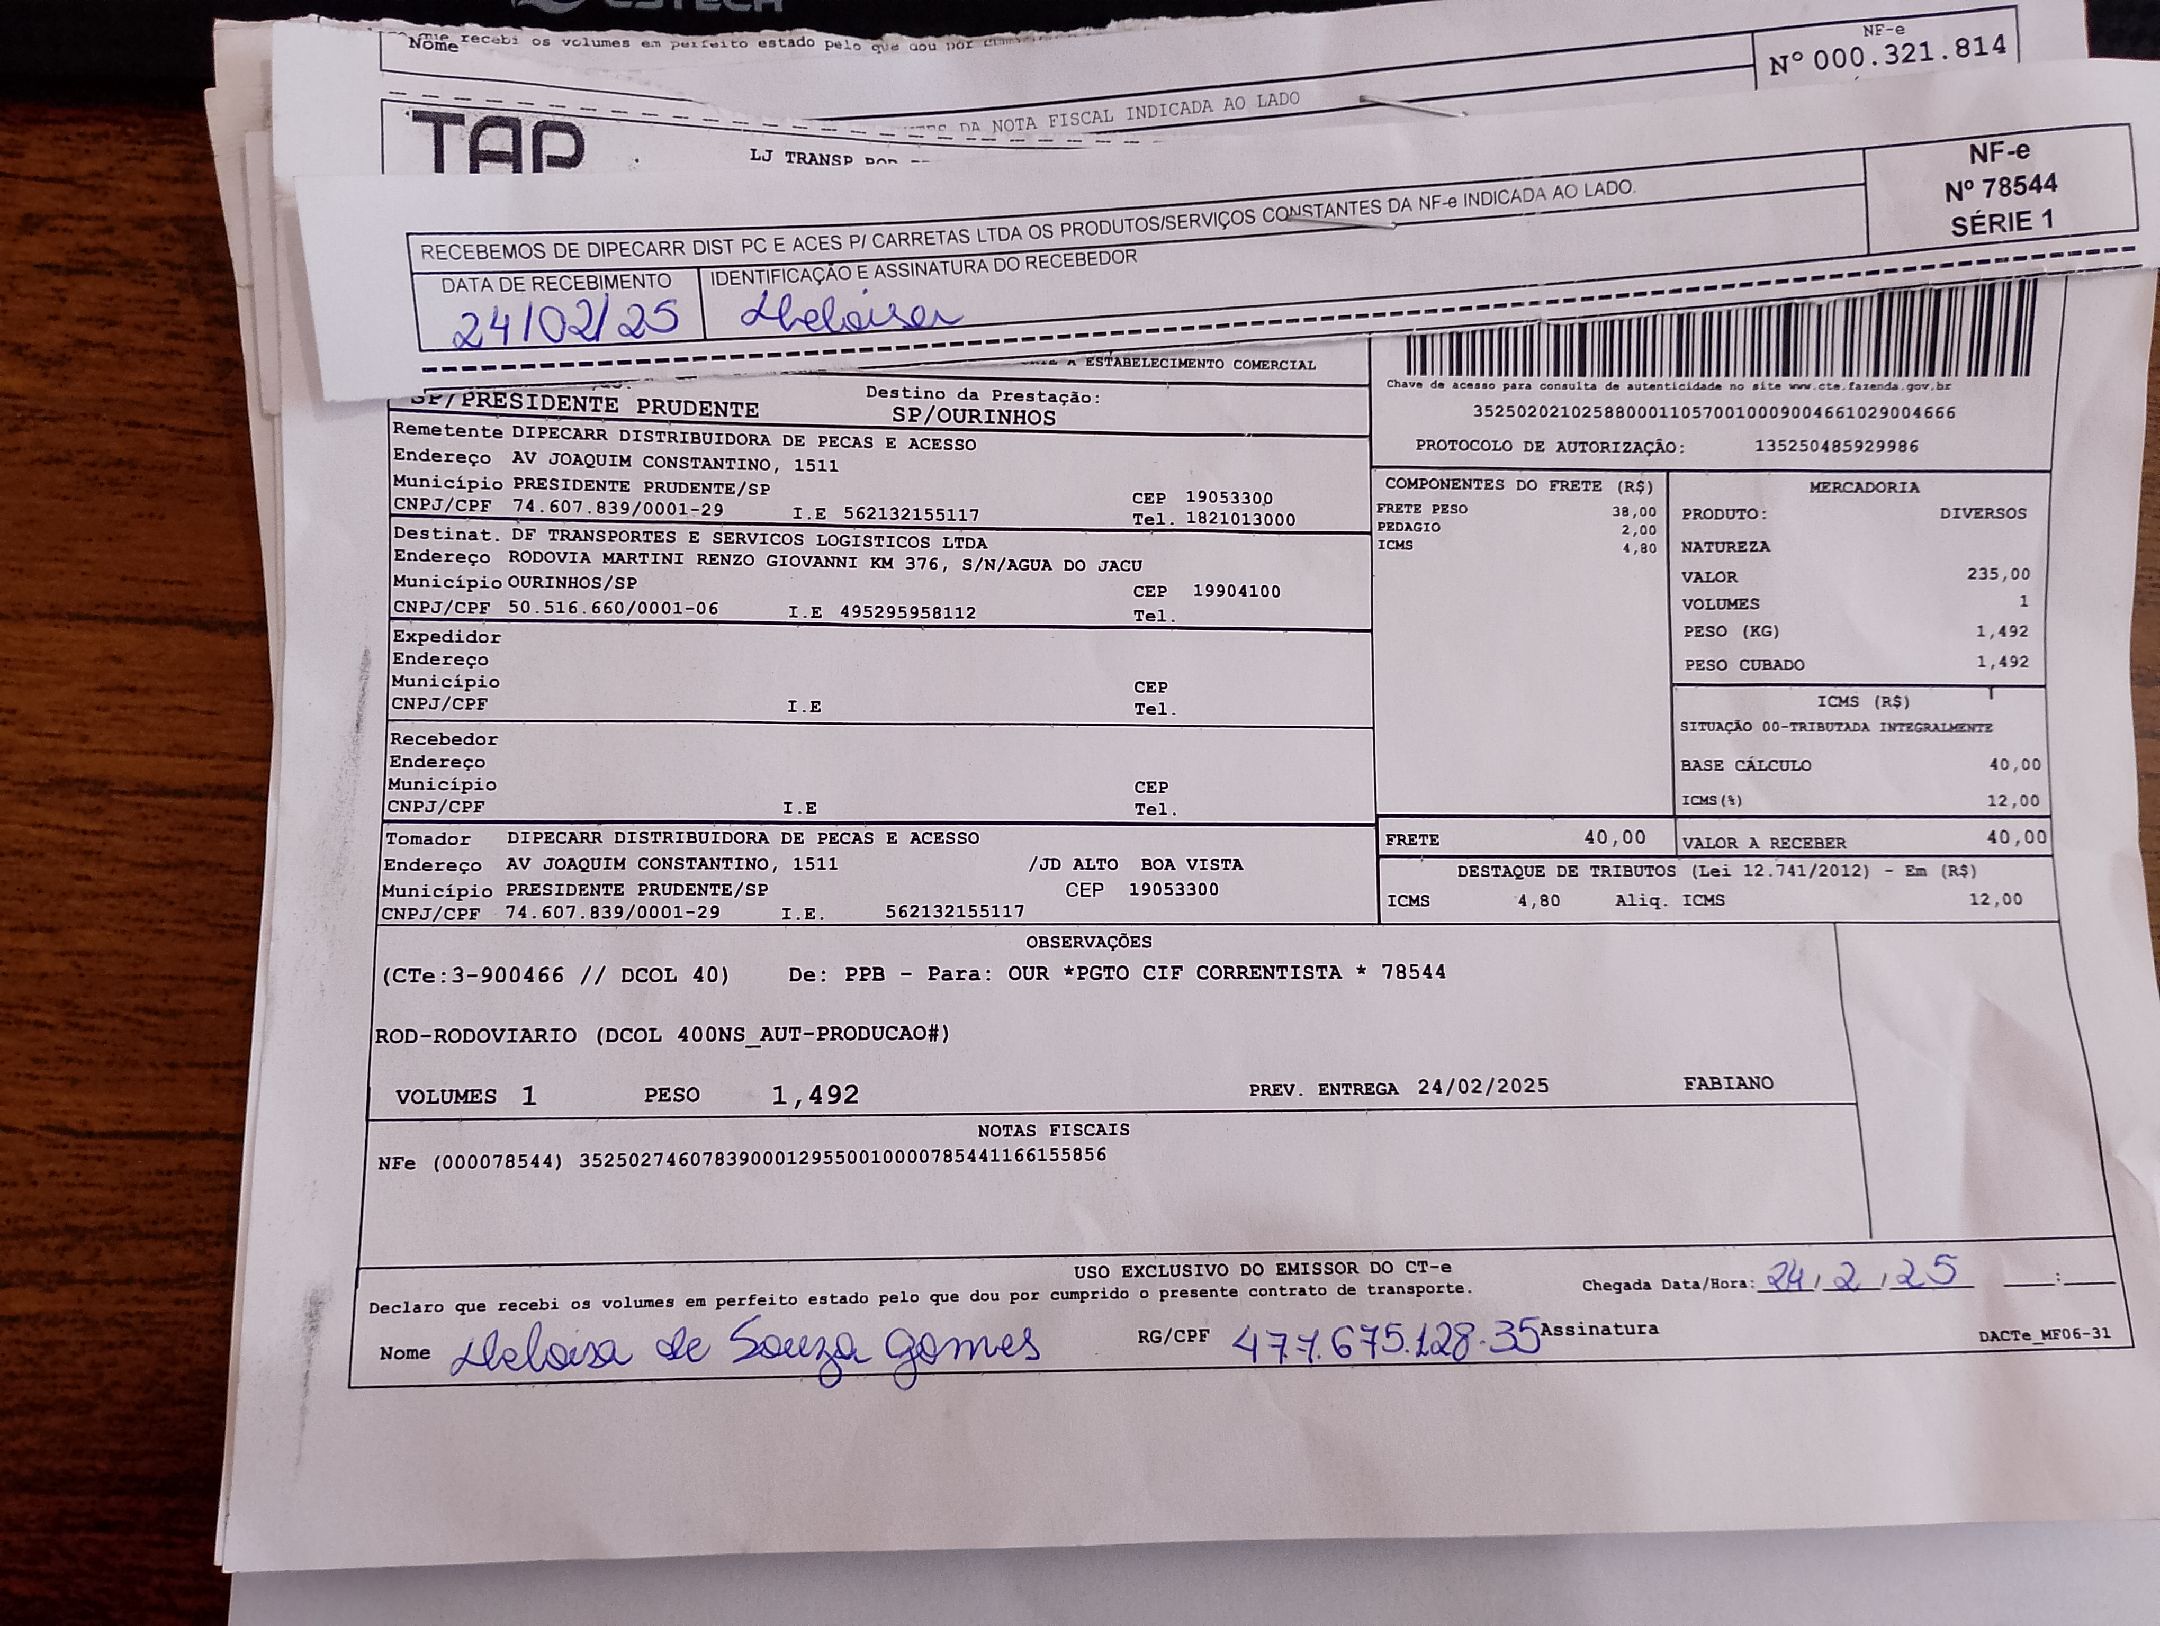 recebi os volumes em perfeito estado pelo que dou por
Nome
NF-e
Nº 000.321.814
DA NOTA FISCAL INDICADA AO LADO
TAP
LJ TRANSP ROD
RECEBEMOS DE DIPECARR DIST PC E ACES P/ CARRETAS LTDA OS PRODUTOS/SERVIÇOS CONSTANTES DA NF-e INDICADA AO LADO.
NF-e
Nº 78544
SÉRIE 1
DATA DE RECEBIMENTO
24/02/25
IDENTIFICAÇÃO E ASSINATURA DO RECEBEDOR
Heloisa
A ESTABELECIMENTO COMERCIAL
SP/PRESIDENTE PRUDENTE
Destino da Prestação:
SP/OURINHOS
Chave de acesso para consulta de autenticidade no site www.cte.fazenda.gov.br
35250202102588000110570010009004661029004666
PROTOCOLO DE AUTORIZAÇÃO: 135250485929986
Remetente DIPECARR DISTRIBUIDORA DE PECAS E ACESSO
Endereço AV JOAQUIM CONSTANTINO, 1511
Município PRESIDENTE PRUDENTE/SP CEP 19053300
CNPJ/CPF 74.607.839/0001-29 I.E 562132155117 Tel. 1821013000
Destinat. DF TRANSPORTES E SERVICOS LOGISTICOS LTDA
Endereço RODOVIA MARTINI RENZO GIOVANNI KM 376, S/N/AGUA DO JACU
Município OURINHOS/SP CEP 19904100
CNPJ/CPF 50.516.660/0001-06 I.E 495295958112 Tel.
Expedidor
Endereço
Município CEP
CNPJ/CPF I.E Tel.
Recebedor
Endereço
Município CEP
CNPJ/CPF I.E Tel.
Tomador DIPECARR DISTRIBUIDORA DE PECAS E ACESSO
Endereço AV JOAQUIM CONSTANTINO, 1511 /JD ALTO BOA VISTA
Município PRESIDENTE PRUDENTE/SP CEP 19053300
CNPJ/CPF 74.607.839/0001-29 I.E. 562132155117
COMPONENTES DO FRETE (R$)
FRETE PESO 38,00
PEDAGIO 2,00
ICMS 4,80
MERCADORIA
PRODUTO: DIVERSOS
NATUREZA
VALOR 235,00
VOLUMES 1
PESO (KG) 1,492
PESO CUBADO 1,492
ICMS (R$)
SITUAÇÃO 00-TRIBUTADA INTEGRALMENTE
BASE CÁLCULO 40,00
ICMS(%) 12,00
FRETE 40,00
VALOR A RECEBER 40,00
DESTAQUE DE TRIBUTOS (Lei 12.741/2012) - Em (R$)
ICMS 4,80 Aliq. ICMS 12,00
OBSERVAÇÕES
(CTe:3-900466 // DCOL 40) De: PPB - Para: OUR *PGTO CIF CORRENTISTA * 78544
ROD-RODOVIARIO (DCOL 400NS_AUT-PRODUCAO#)
VOLUMES 1 PESO 1,492 PREV. ENTREGA 24/02/2025 FABIANO
NOTAS FISCAIS
NFe (000078544) 35250274607839000129550010000785441166155856
USO EXCLUSIVO DO EMISSOR DO CT-e
Declaro que recebi os volumes em perfeito estado pelo que dou por cumprido o presente contrato de transporte.
Chegada Data/Hora: 24/2/25 __:__
Nome Heloisa de Souza Gomes RG/CPF 477.675.128-35 Assinatura
DACTe_MF06-31